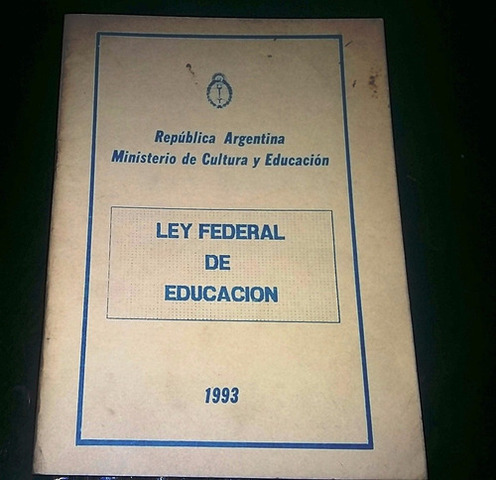 República Argentina
Ministerio de Cultura y Educación
LEY FEDERAL
DE
EDUCACION
1993